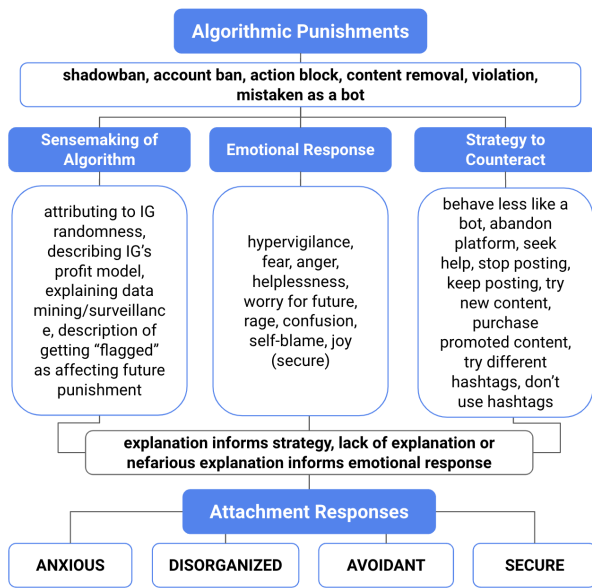 Algorithmic Punishments
shadowban, account ban, action block, content removal, violation,
mistaken as a bot
Sensemaking of
Algorithm
attributing to IG
randomness,
describing IG's
profit model,
explaining data
mining/surveillanc
e, description of
getting “flagged”
as affecting future
punishment
Emotional Response
hypervigilance,
fear, anger,
helplessness,
worry for future,
rage, confusion,
self-blame, joy
(secure)
Strategy to
Counteract
behave less like a
bot, abandon
platform, seek
help, stop posting,
keep posting, try
new content,
purchase
promoted content,
try different
hashtags, don't
use hashtags
explanation informs strategy, lack of explanation or
nefarious explanation informs emotional response
Attachment Responses
ANXIOUS
DISORGANIZED
AVOIDANT
SECURE